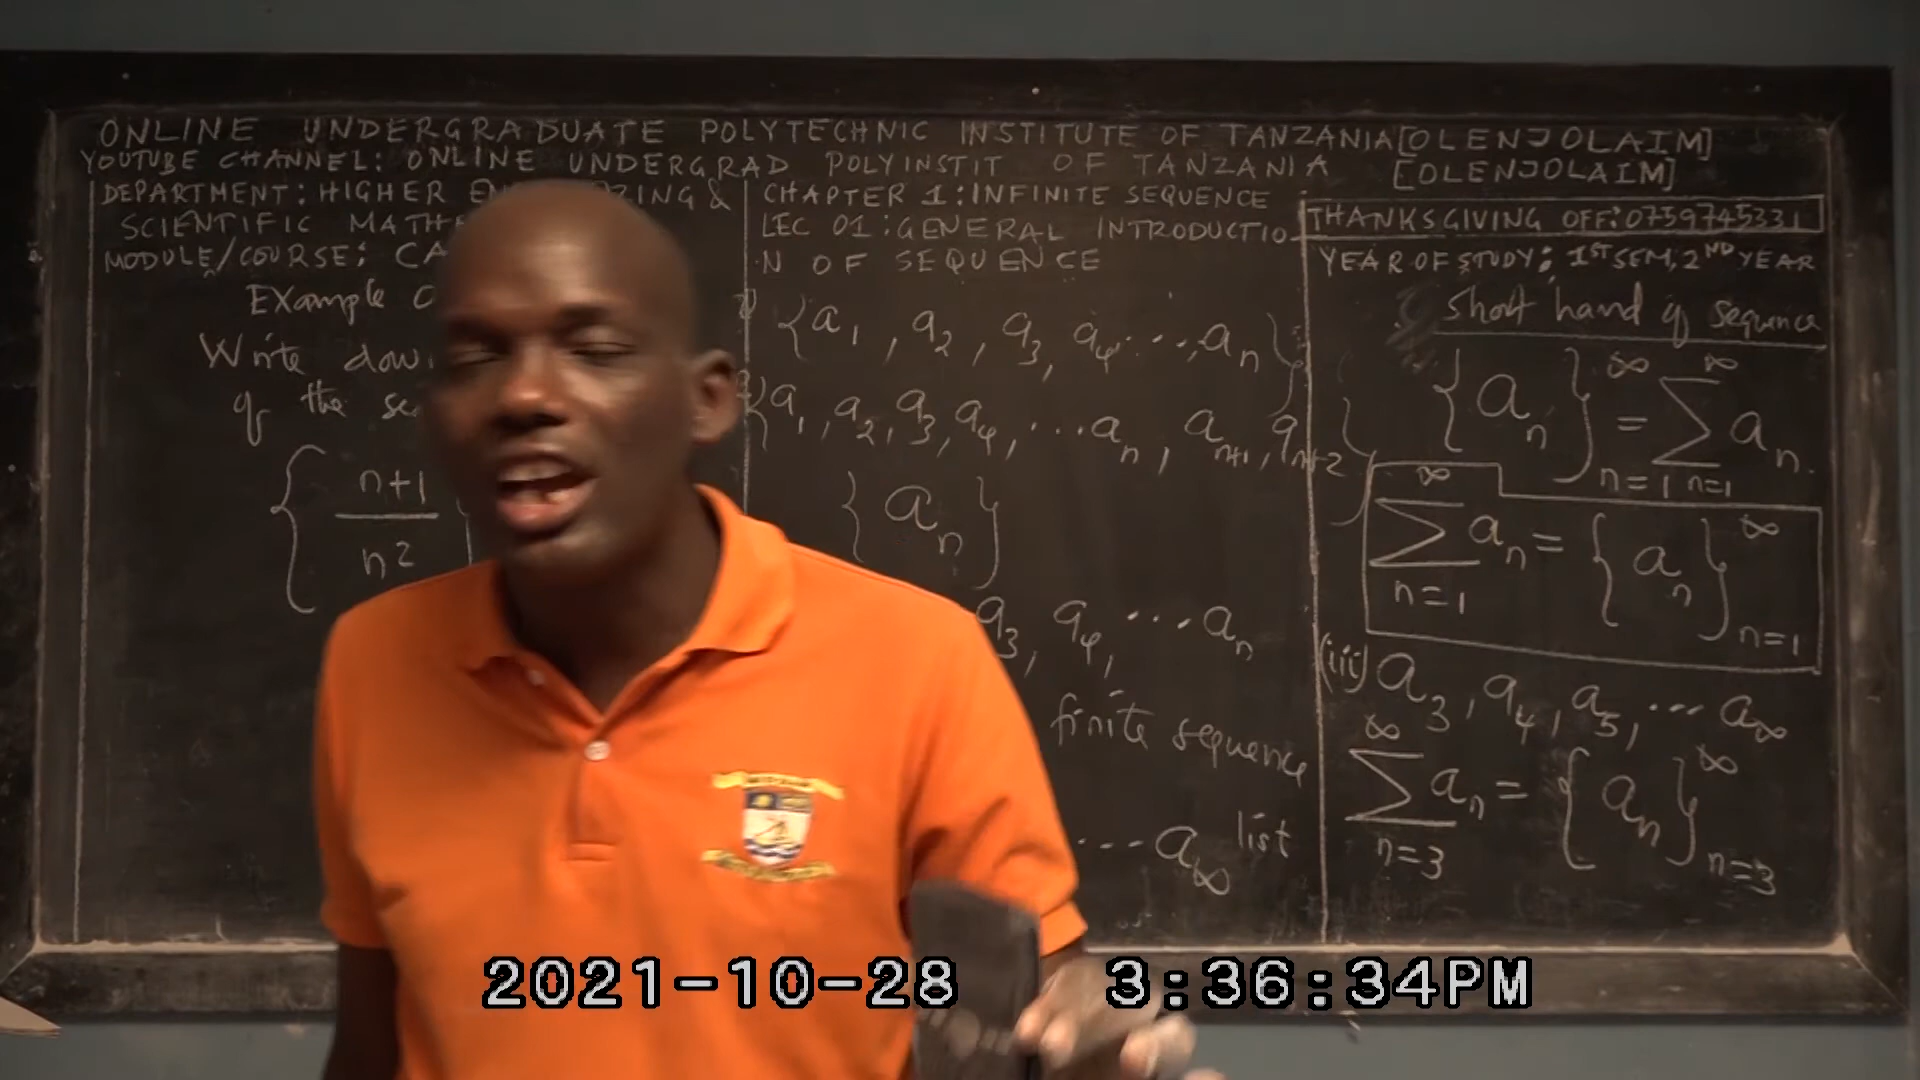 ONLINE UNDERGRADUATE POLYTECHNIC INSTITUTE OF TANZANIA[OLENJOLAIM]
YOUTUBE CHANNEL: ONLINE UNDERGRAD POLYINSTIT OF TANZANIA [OLENJOLAIM]
DEPARTMENT: HIGHER &
SCIENTIFIC
MODULE/COURSE:
Example
Write
of the
{ n+1
n²
CHAPTER 1: INFINITE SEQUENCE
LEC 01: GENERAL INTRODUCTIO
N OF SEQUENCE
{a₁, a₂, a₃, a₄, ..., aₙ}
{a₁, a₂, a₃, a₄, ... aₙ, aₙ₊₁, aₙ₊₂}
{aₙ}
a₃, a₄, ... aₙ
finite sequence
... a∞ list
THANKSGIVING OFF: 0759745331
YEAR OF STUDY: 1ST SEM, 2ND YEAR
Short hand of sequence
{aₙ}^∞_{n=1} = ∑^∞_{n=1} aₙ.
∑^∞_{n=1} aₙ = {aₙ}^∞_{n=1}
(iii) a₃, a₄, a₅, ... a∞
∑^∞_{n=3} aₙ = {aₙ}^∞_{n=3}
2021-10-28 3:36:34PM